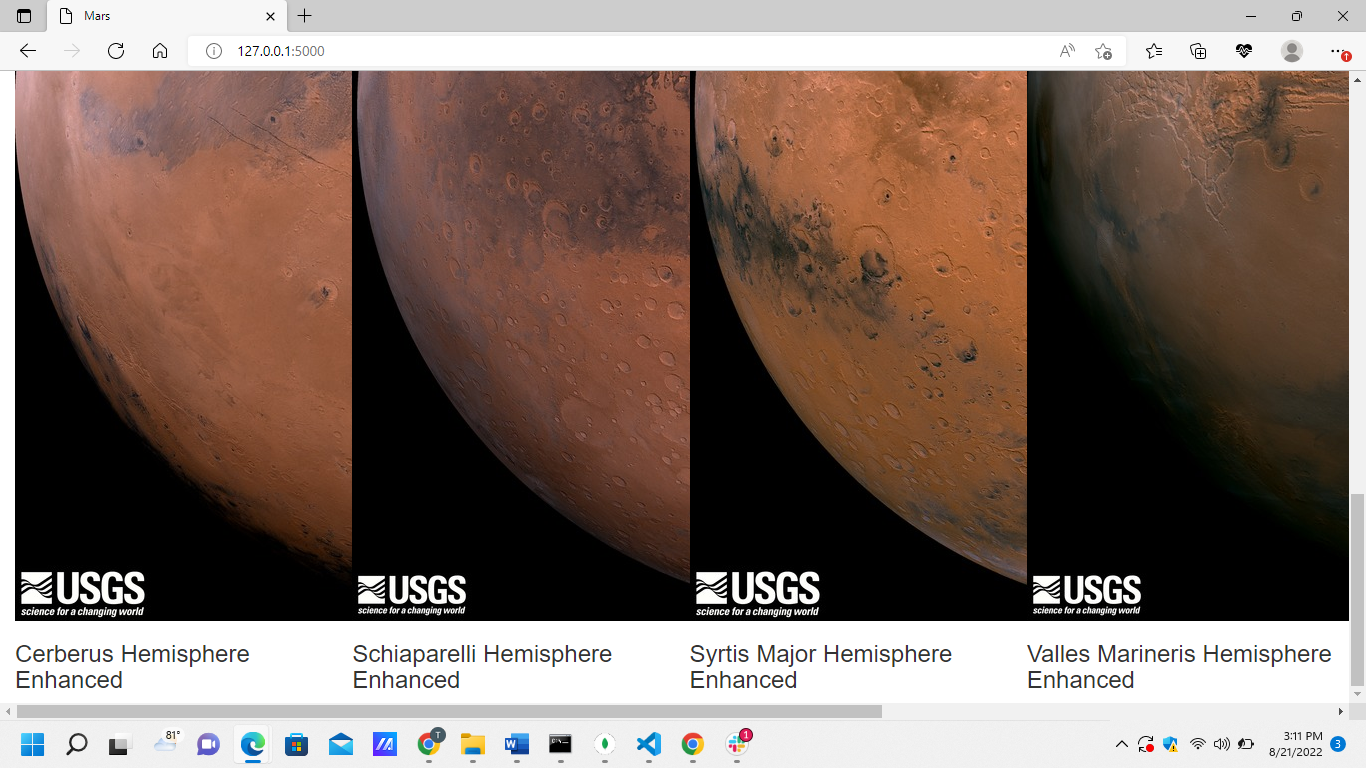 Mars
127.0.0.1:5000
USGS
science for a changing world
USGS
science for a changing world
USGS
science for a changing world
USGS
science for a changing world
Cerberus Hemisphere
Enhanced
Schiaparelli Hemisphere
Enhanced
Syrtis Major Hemisphere
Enhanced
Valles Marineris Hemisphere
Enhanced
81°
T
1
3:11 PM
8/21/2022
3